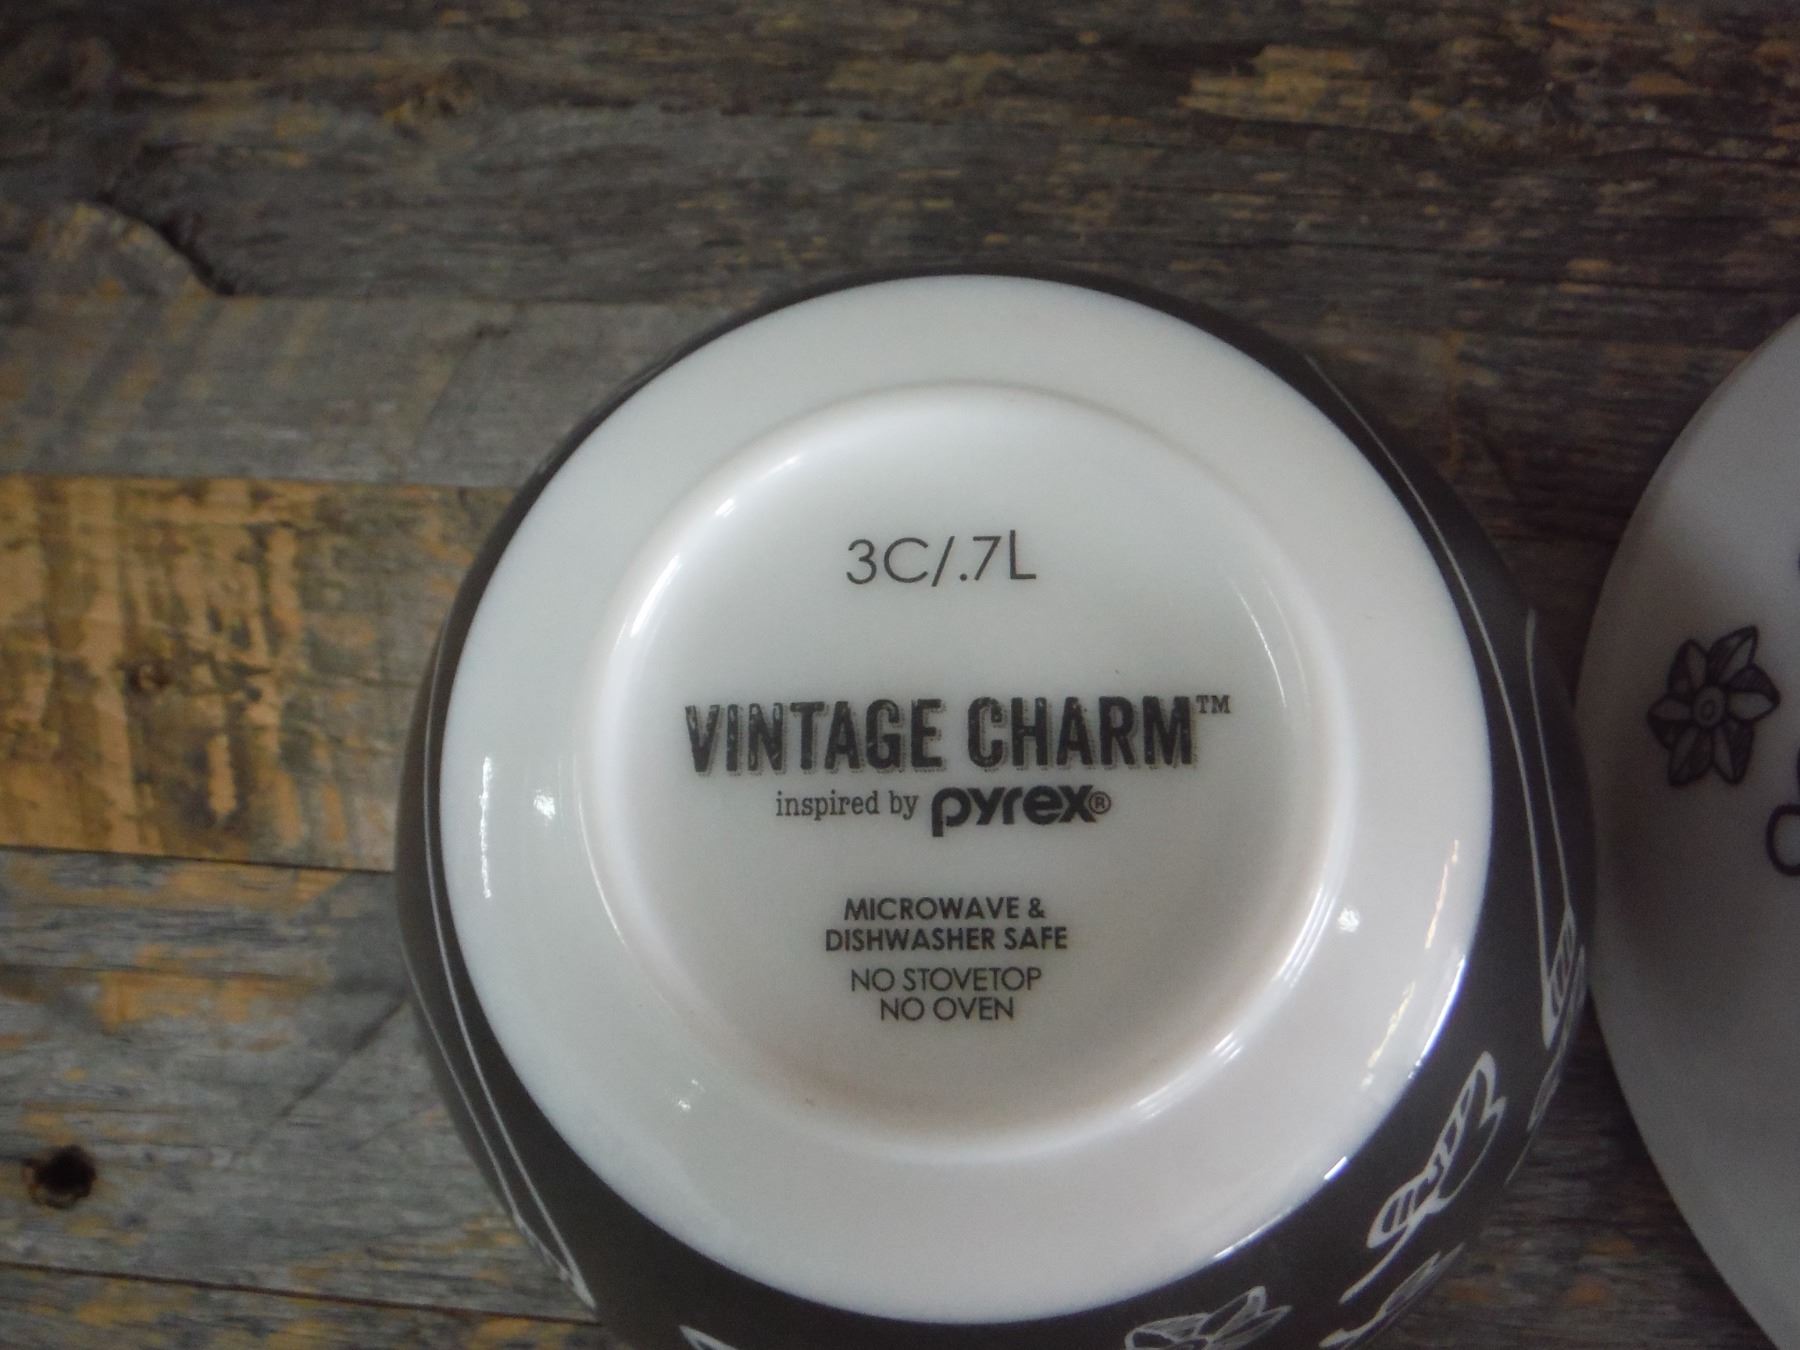 3C/.7L
VINTAGE CHARM™
inspired by pyrex®
MICROWAVE &
DISHWASHER SAFE
NO STOVETOP
NO OVEN